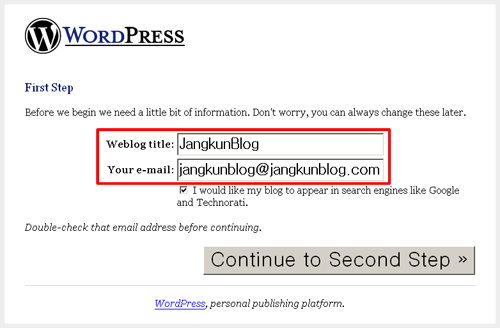 WORDPRESS
First Step
Before we begin we need a little bit of information. Don't worry, you can always change these later.
Weblog title: JangkunBlog
Your e-mail: jangkunblog@jangkunblog.com
I would like my blog to appear in search engines like Google
and Technorati.
Double-check that email address before continuing.
Continue to Second Step »
WordPress, personal publishing platform.